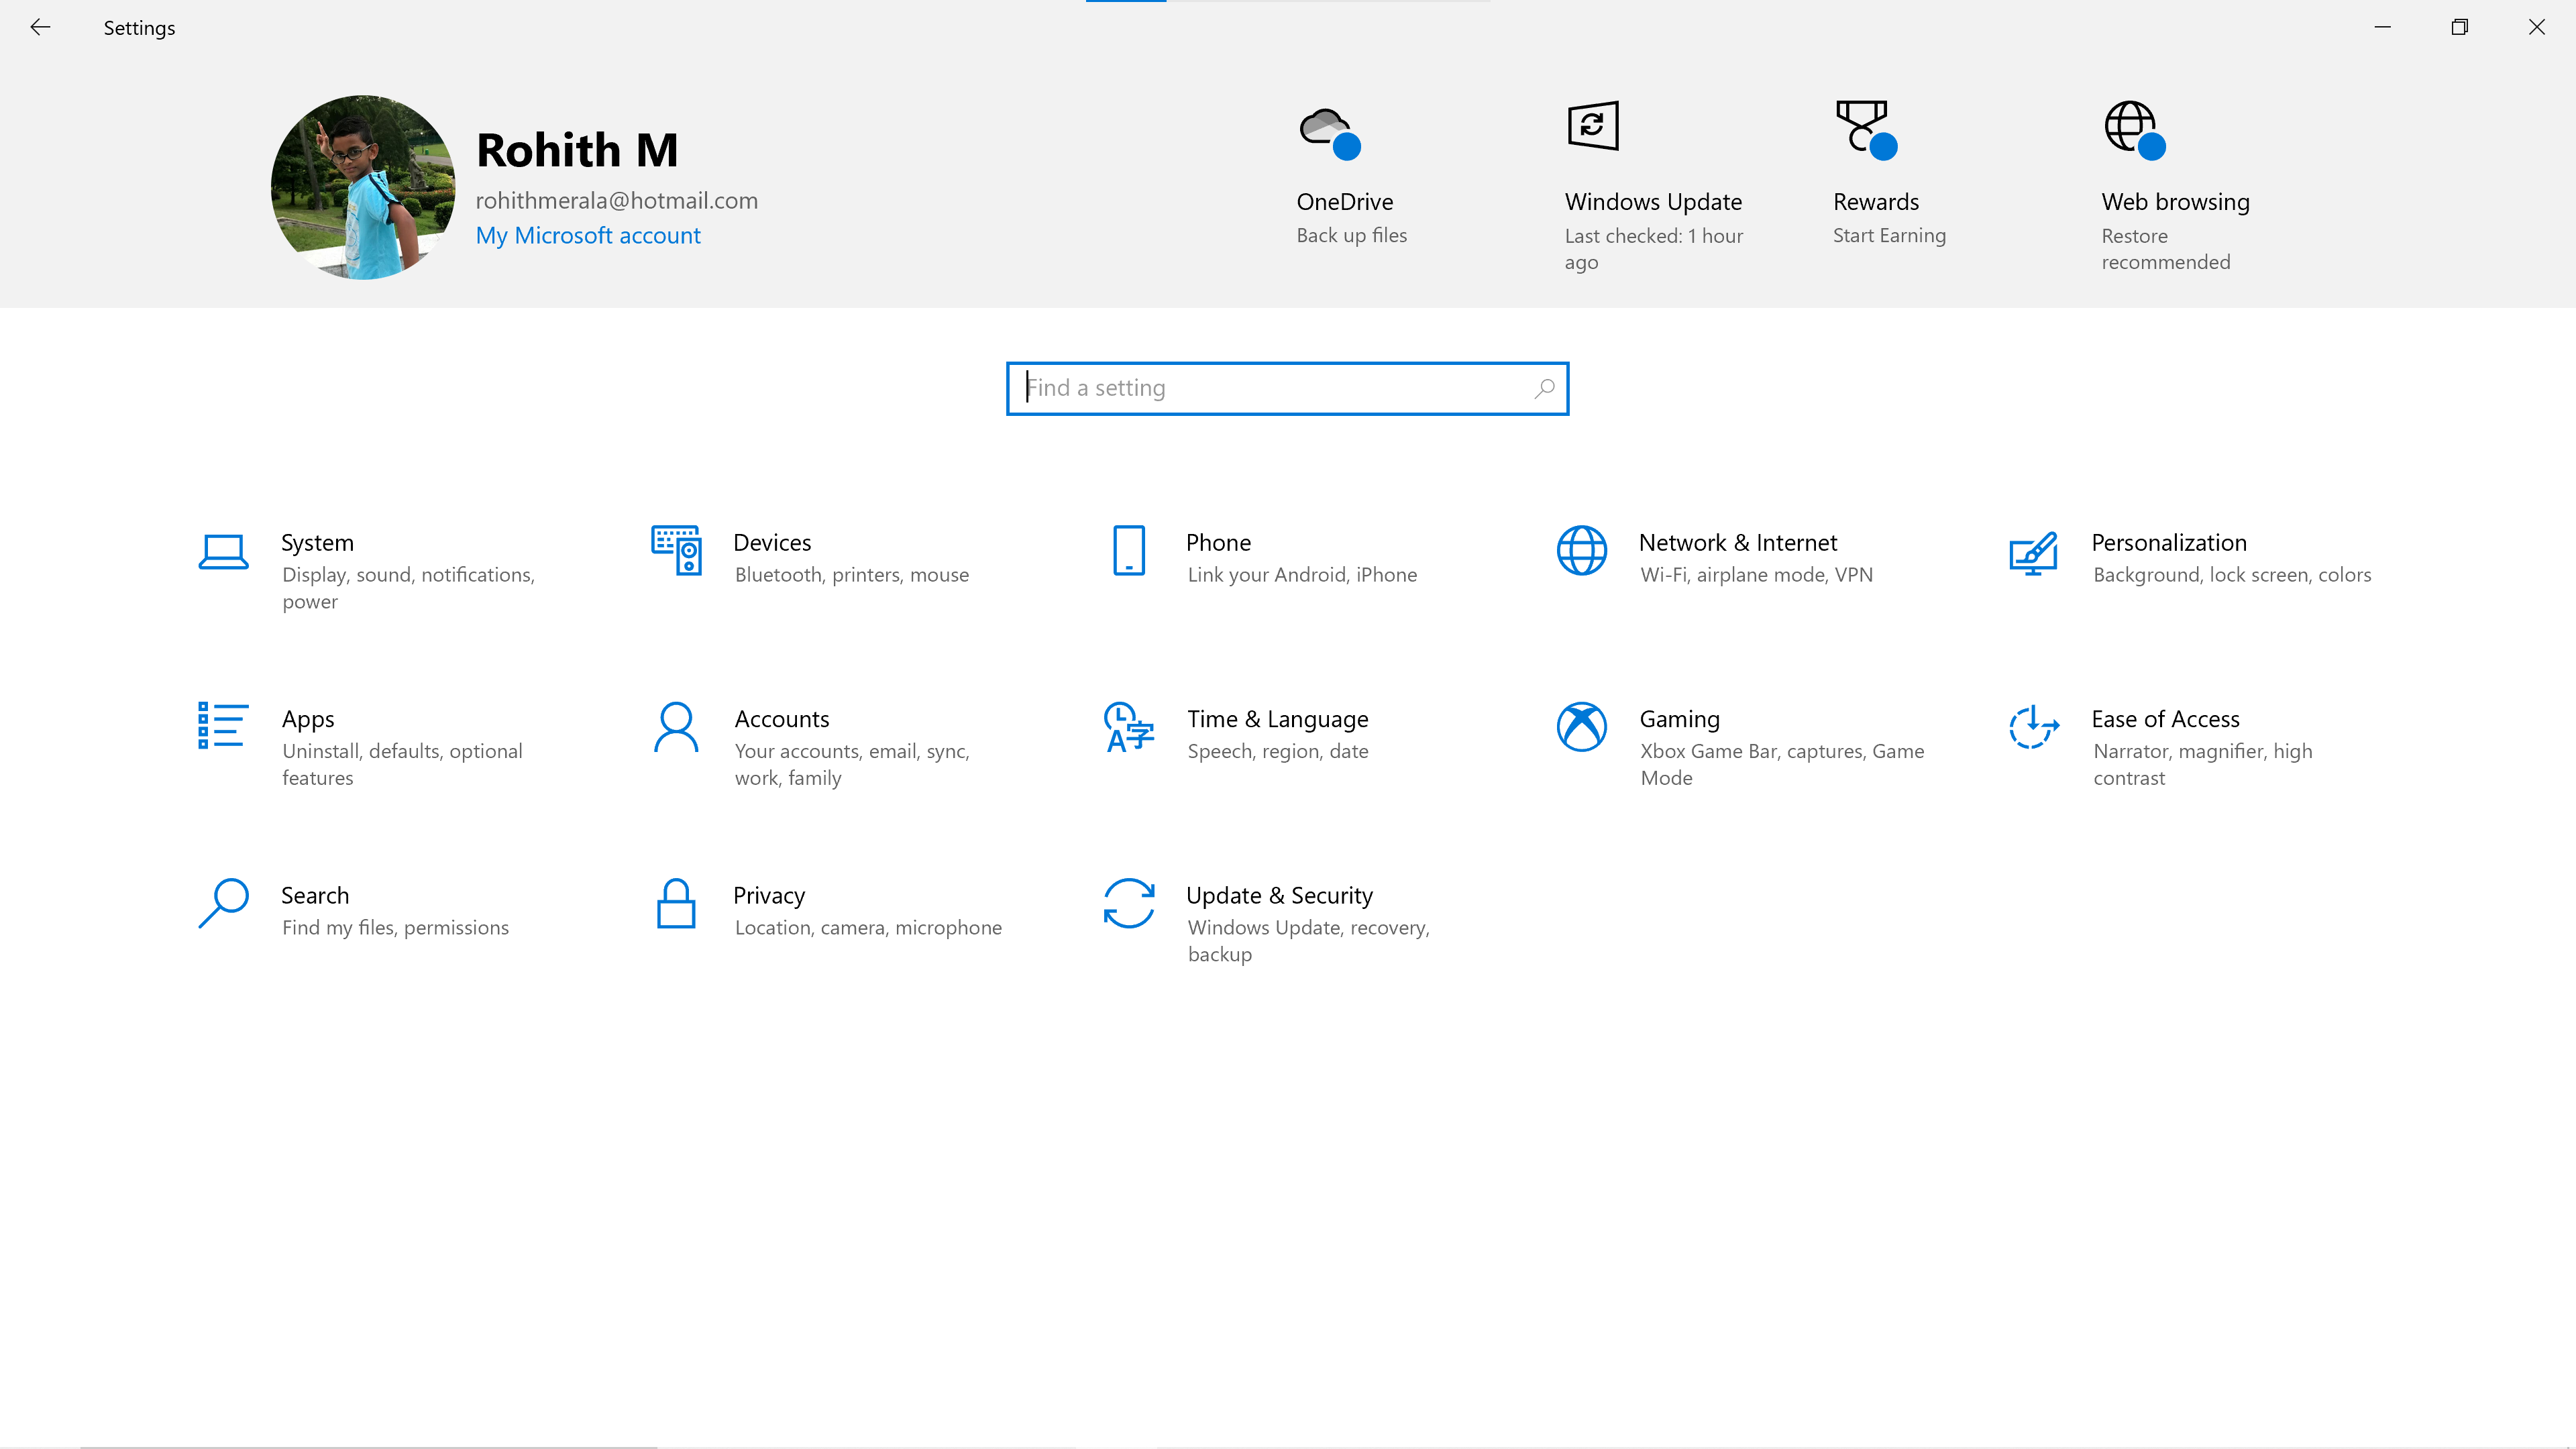 Settings
Rohith M
rohithmerala@hotmail.com
My Microsoft account
OneDrive
Back up files
Windows Update
Last checked: 1 hour
ago
Rewards
Start Earning
Web browsing
Restore
recommended
Find a setting
System
Display, sound, notifications,
power
Devices
Bluetooth, printers, mouse
Phone
Link your Android, iPhone
Network & Internet
Wi-Fi, airplane mode, VPN
Personalization
Background, lock screen, colors
Apps
Uninstall, defaults, optional
features
Accounts
Your accounts, email, sync,
work, family
Time & Language
Speech, region, date
Gaming
Xbox Game Bar, captures, Game
Mode
Ease of Access
Narrator, magnifier, high
contrast
Search
Find my files, permissions
Privacy
Location, camera, microphone
Update & Security
Windows Update, recovery,
backup